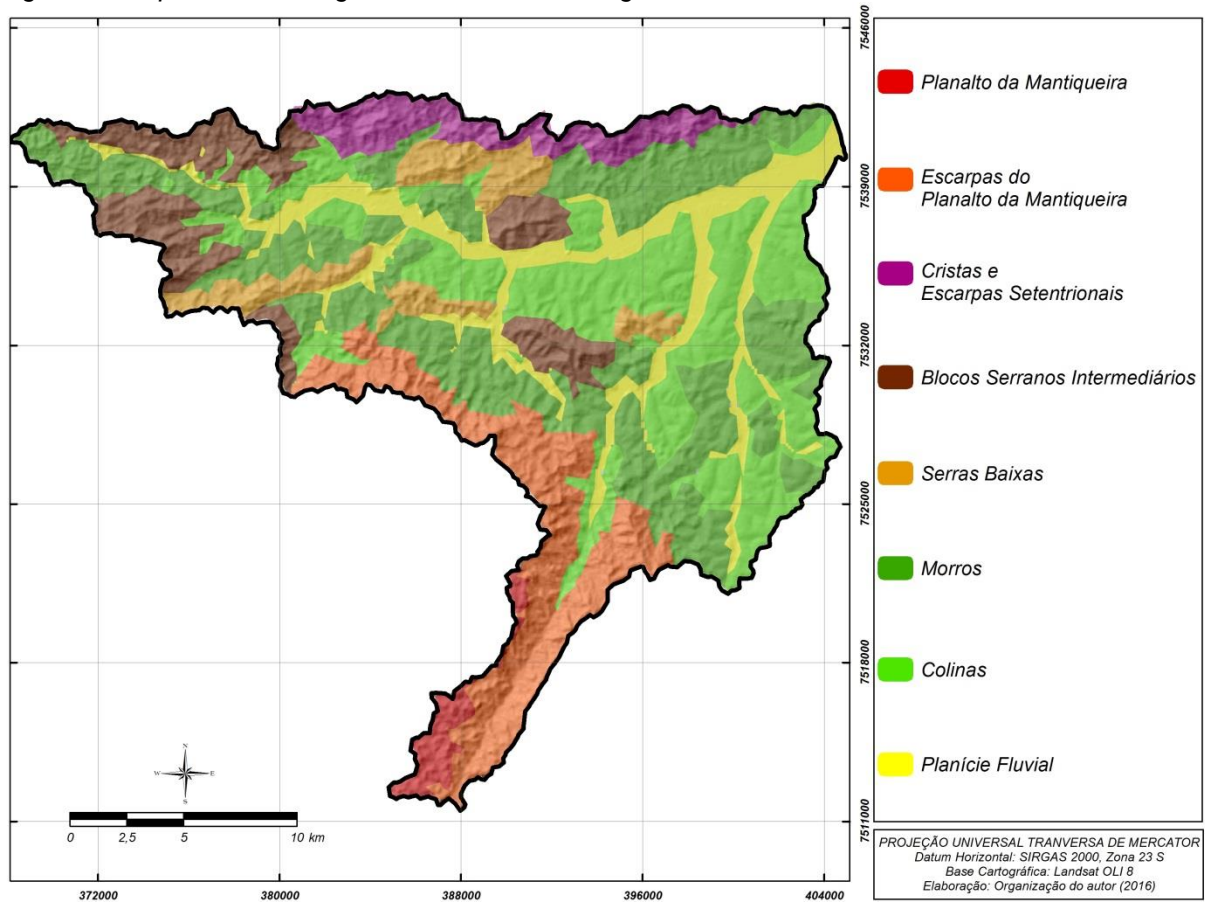 7546000
7539000
7532000
7525000
7518000
7511000
372000
380000
388000
396000
404000
N
W
E
S
0
2,5
5
10 km
Planalto da Mantiqueira
Escarpas do
Planalto da Mantiqueira
Cristas e
Escarpas Setentrionais
Blocos Serranos Intermediários
Serras Baixas
Morros
Colinas
Planície Fluvial
PROJEÇÃO UNIVERSAL TRANVERSA DE MERCATOR
Datum Horizontal: SIRGAS 2000, Zona 23 S
Base Cartográfica: Landsat OLI 8
Elaboração: Organização do autor (2016)